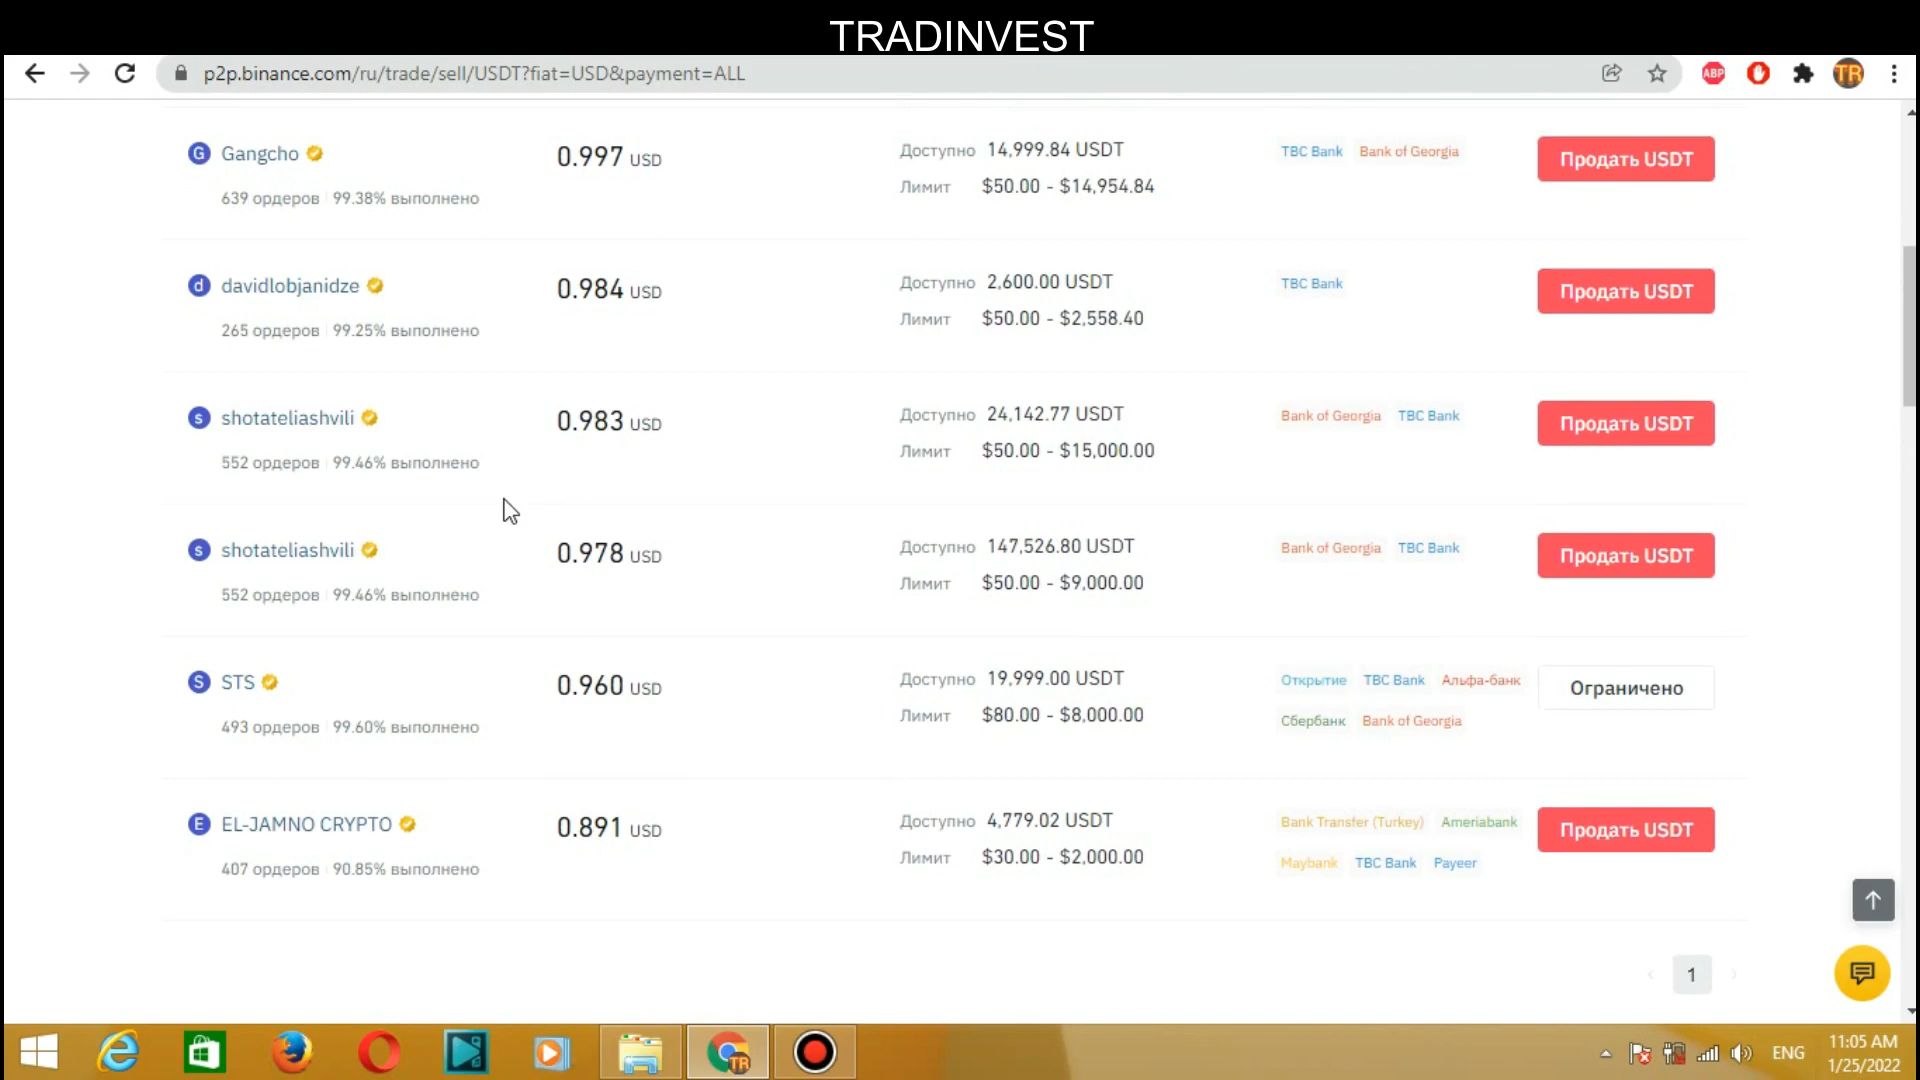 TRADINVEST
p2p.binance.com/ru/trade/sell/USDT?fiat=USD&payment=ALL
ABP
TR
G Gangcho 0.997 USD Доступно 14,999.84 USDT TBC Bank Bank of Georgia Продать USDT
639 ордеров 99.38% выполнено Лимит $50.00 - $14,954.84
d davidlobjanidze 0.984 USD Доступно 2,600.00 USDT TBC Bank Продать USDT
265 ордеров 99.25% выполнено Лимит $50.00 - $2,558.40
s shotateliashvili 0.983 USD Доступно 24,142.77 USDT Bank of Georgia TBC Bank Продать USDT
552 ордеров 99.46% выполнено Лимит $50.00 - $15,000.00
s shotateliashvili 0.978 USD Доступно 147,526.80 USDT Bank of Georgia TBC Bank Продать USDT
552 ордеров 99.46% выполнено Лимит $50.00 - $9,000.00
S STS 0.960 USD Доступно 19,999.00 USDT Открытие TBC Bank Альфа-банк Ограничено
493 ордеров 99.60% выполнено Лимит $80.00 - $8,000.00 Сбербанк Bank of Georgia
E EL-JAMNO CRYPTO 0.891 USD Доступно 4,779.02 USDT Bank Transfer (Turkey) Ameriabank Продать USDT
407 ордеров 90.85% выполнено Лимит $30.00 - $2,000.00 Maybank TBC Bank Payeer
1
TR
ENG 11:05 AM
1/25/2022